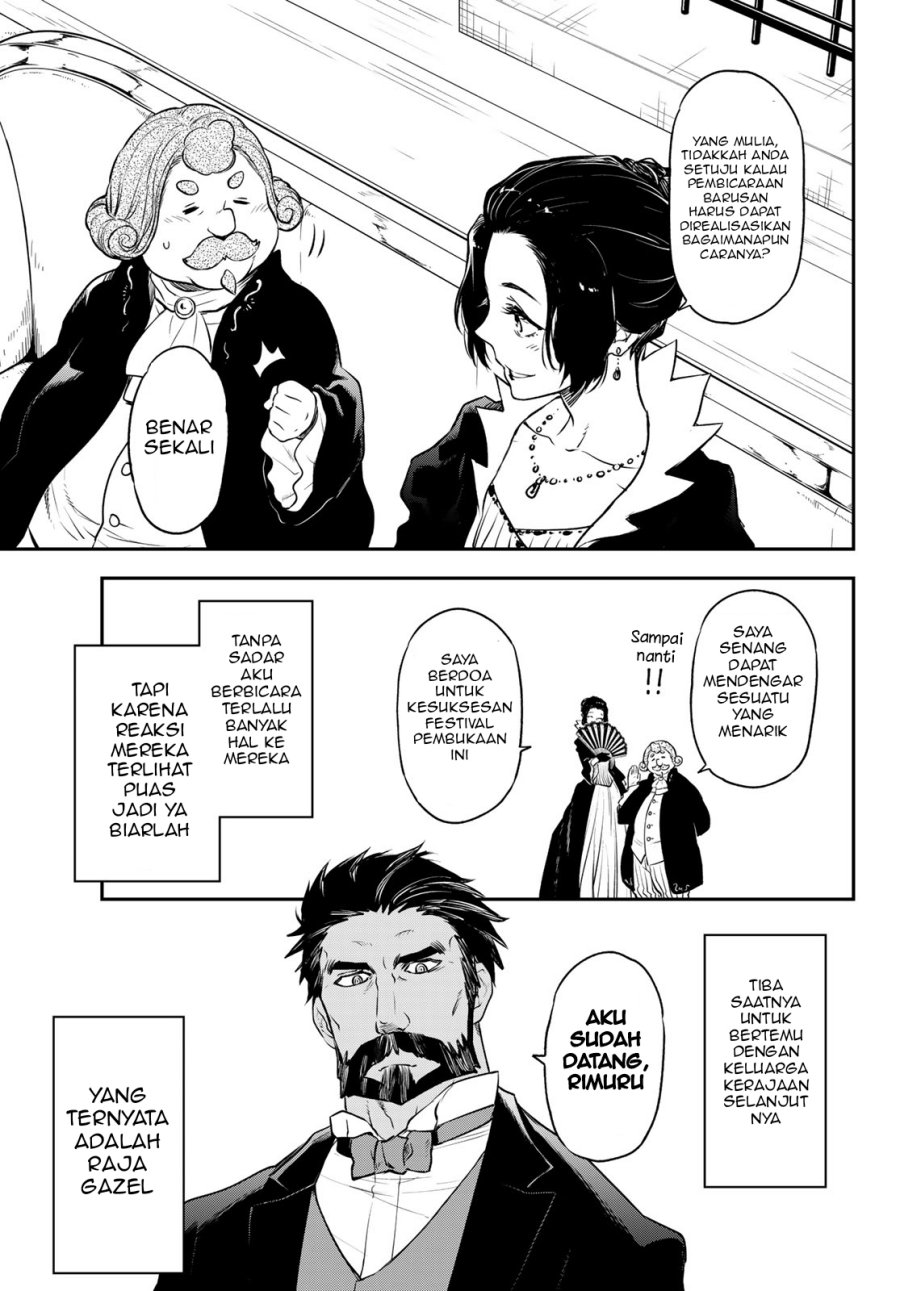 YANG MULIA,
TIDAKKAH ANDA
SETUJU KALAU
PEMBICARAAN
BARUSAN
HARUS DAPAT
DIREALISASIKAN
BAGAIMANAPUN
CARANYA?
BENAR
SEKALI
SAYA
SENANG
DAPAT
MENDENGAR
SESUATU
YANG
MENARIK
Sampai
nanti
!!
SAYA
BERDOA
UNTUK
KESUKSESAN
FESTIVAL
PEMBUKAAN
INI
TANPA
SADAR
AKU
BERBICARA
TERLALU
BANYAK
HAL KE
MEREKA
TAPI
KARENA
REAKSI
MEREKA
TERLIHAT
PUAS
JADI YA
BIARLAH
TIBA
SAATNYA
UNTUK
BERTEMU
DENGAN
KELUARGA
KERAJAAN
SELANJUT
NYA
AKU
SUDAH
DATANG,
RIMURU
YANG
TERNYATA
ADALAH
RAJA
GAZEL